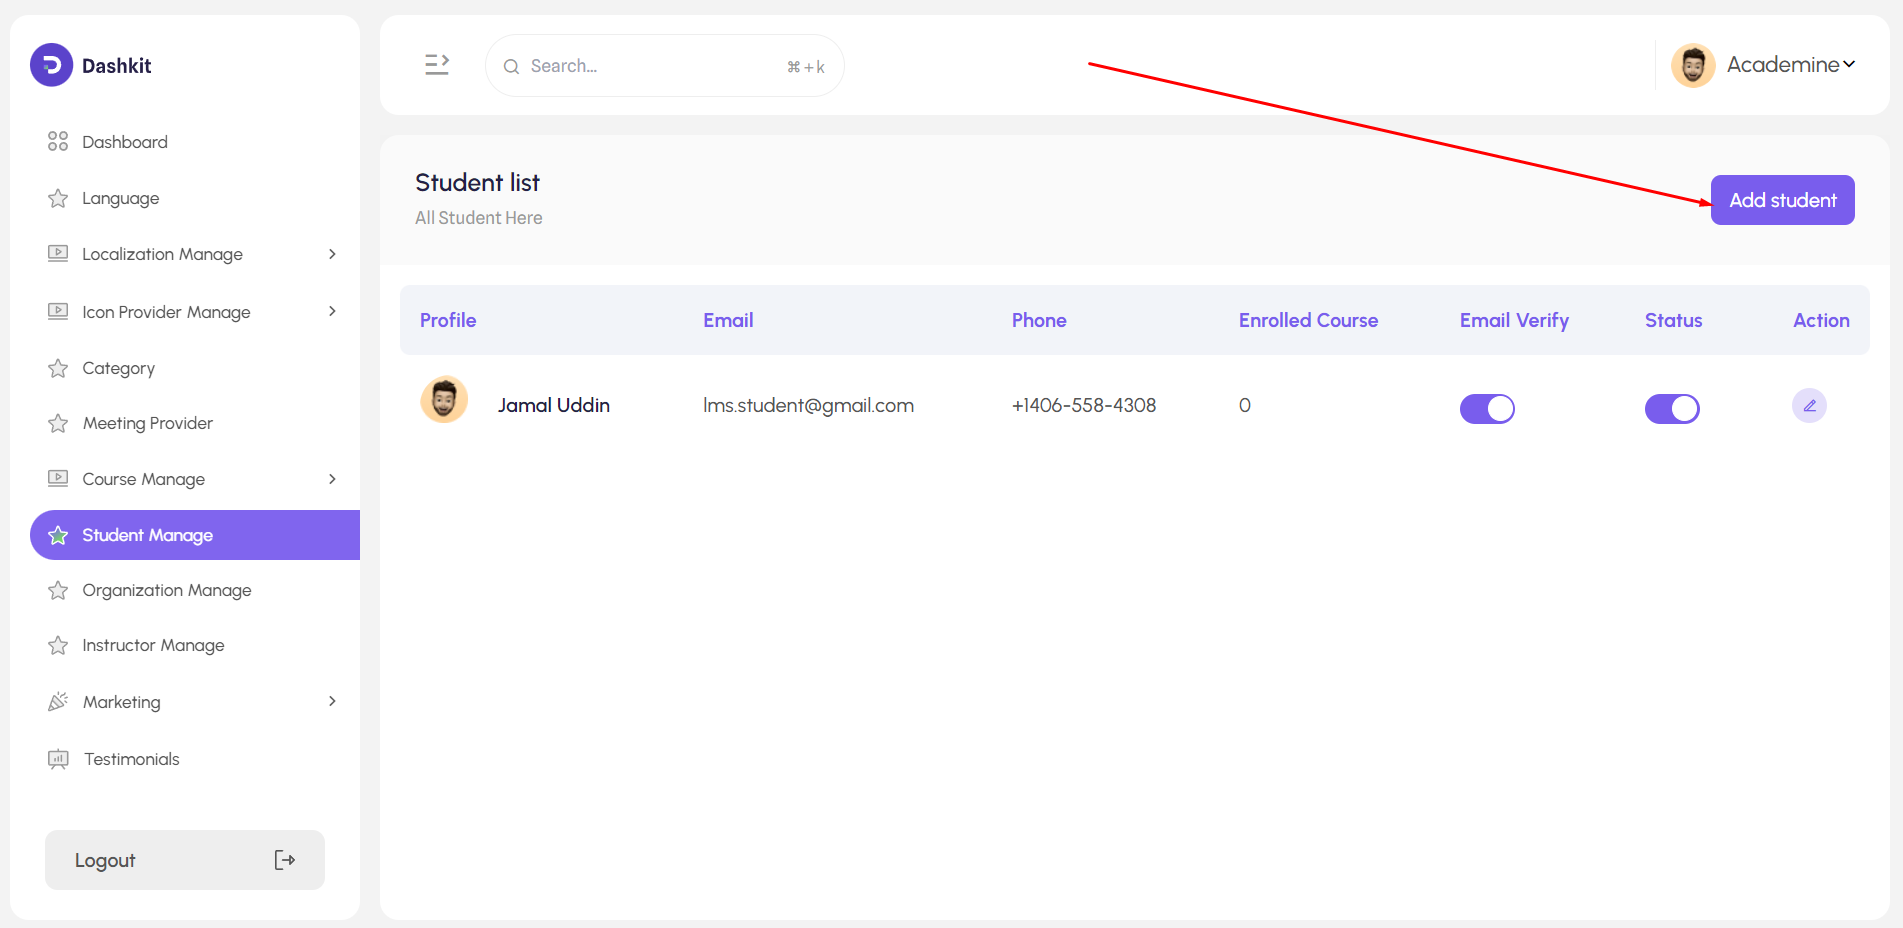 Dashkit
Dashboard
Language
Localization Manage
Icon Provider Manage
Category
Meeting Provider
Course Manage
Student Manage
Organization Manage
Instructor Manage
Marketing
Testimonials
Logout
Search... ⌘+k
Academine
Student list
All Student Here
Add student
Profile Email Phone Enrolled Course Email Verify Status Action
Jamal Uddin lms.student@gmail.com +1406-558-4308 0